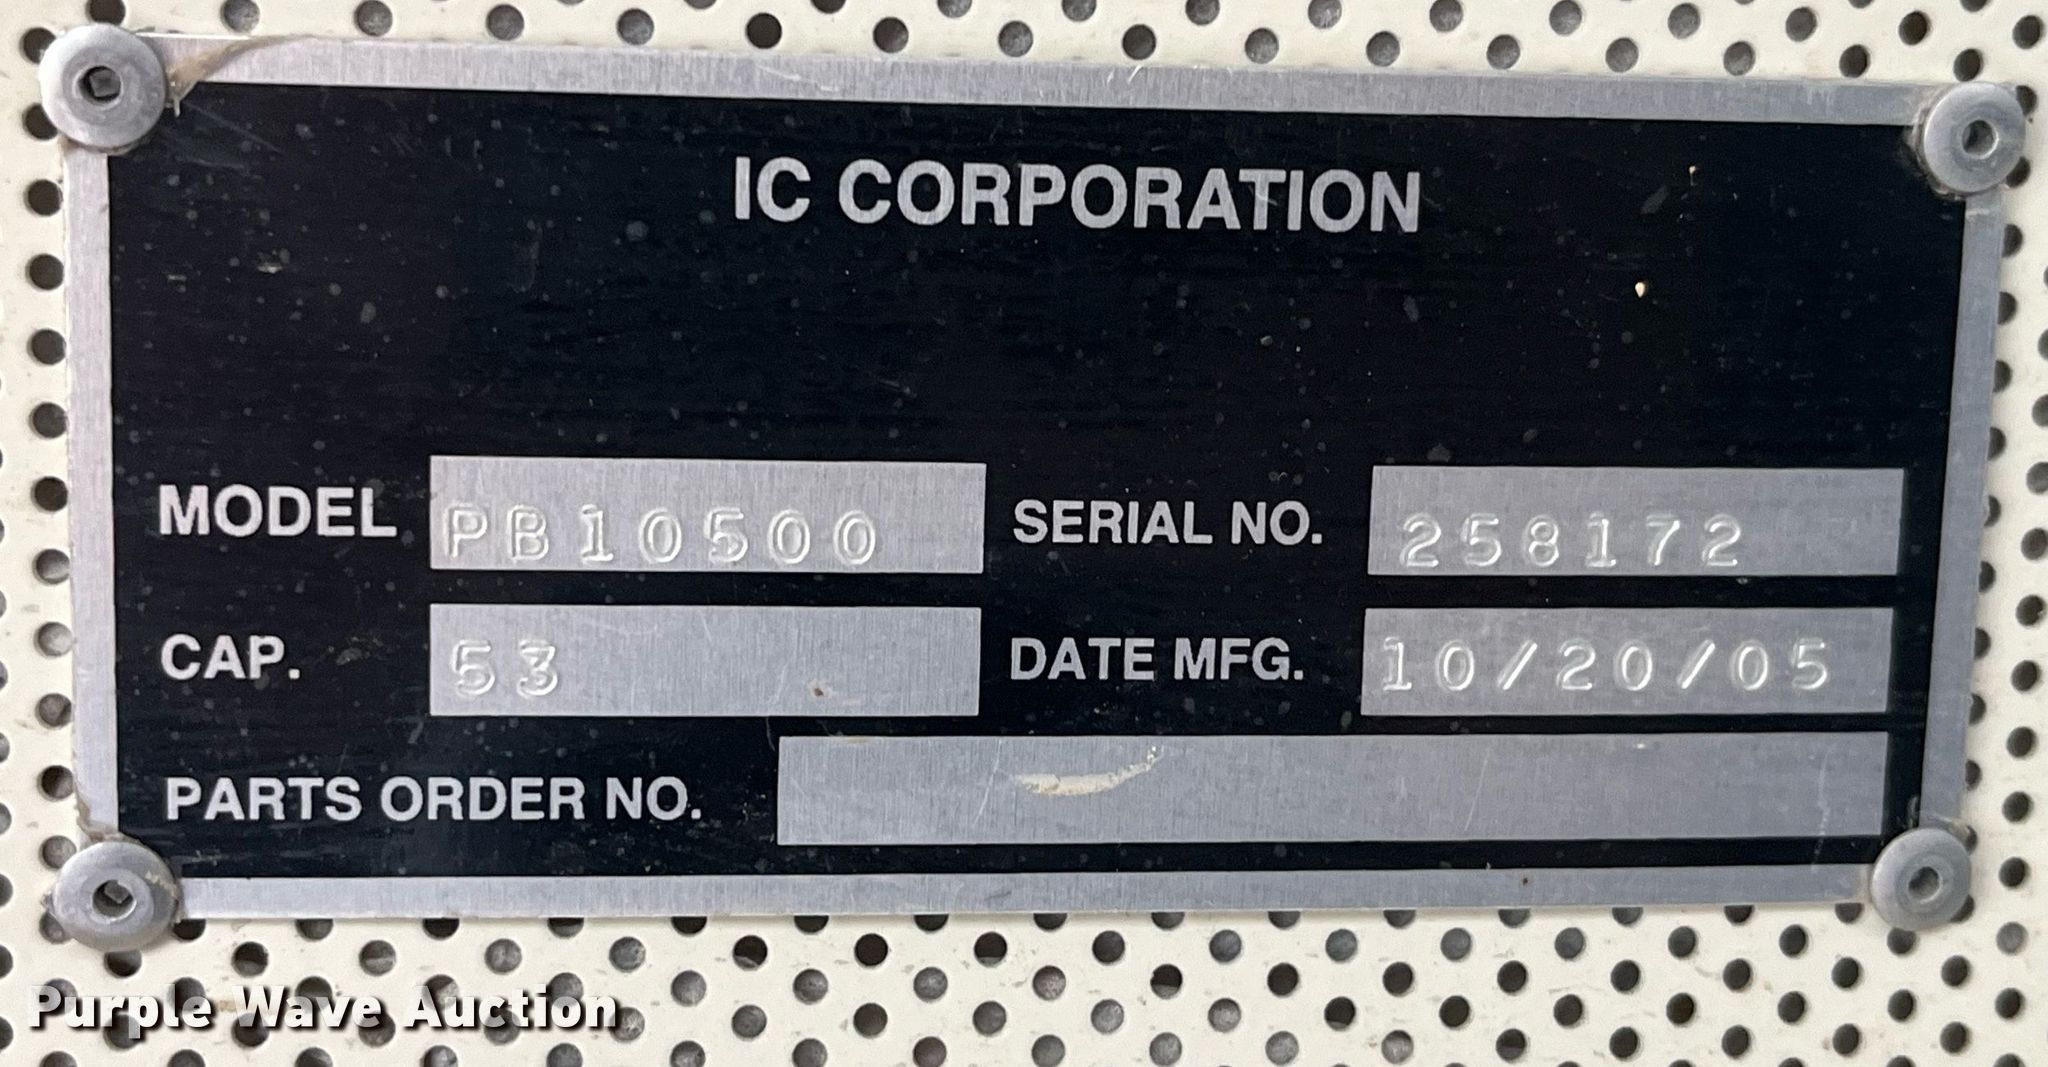 IC CORPORATION
MODEL PB10500 SERIAL NO. 258172
CAP. 53 DATE MFG. 10/20/05
PARTS ORDER NO.
Purple Wave Auction